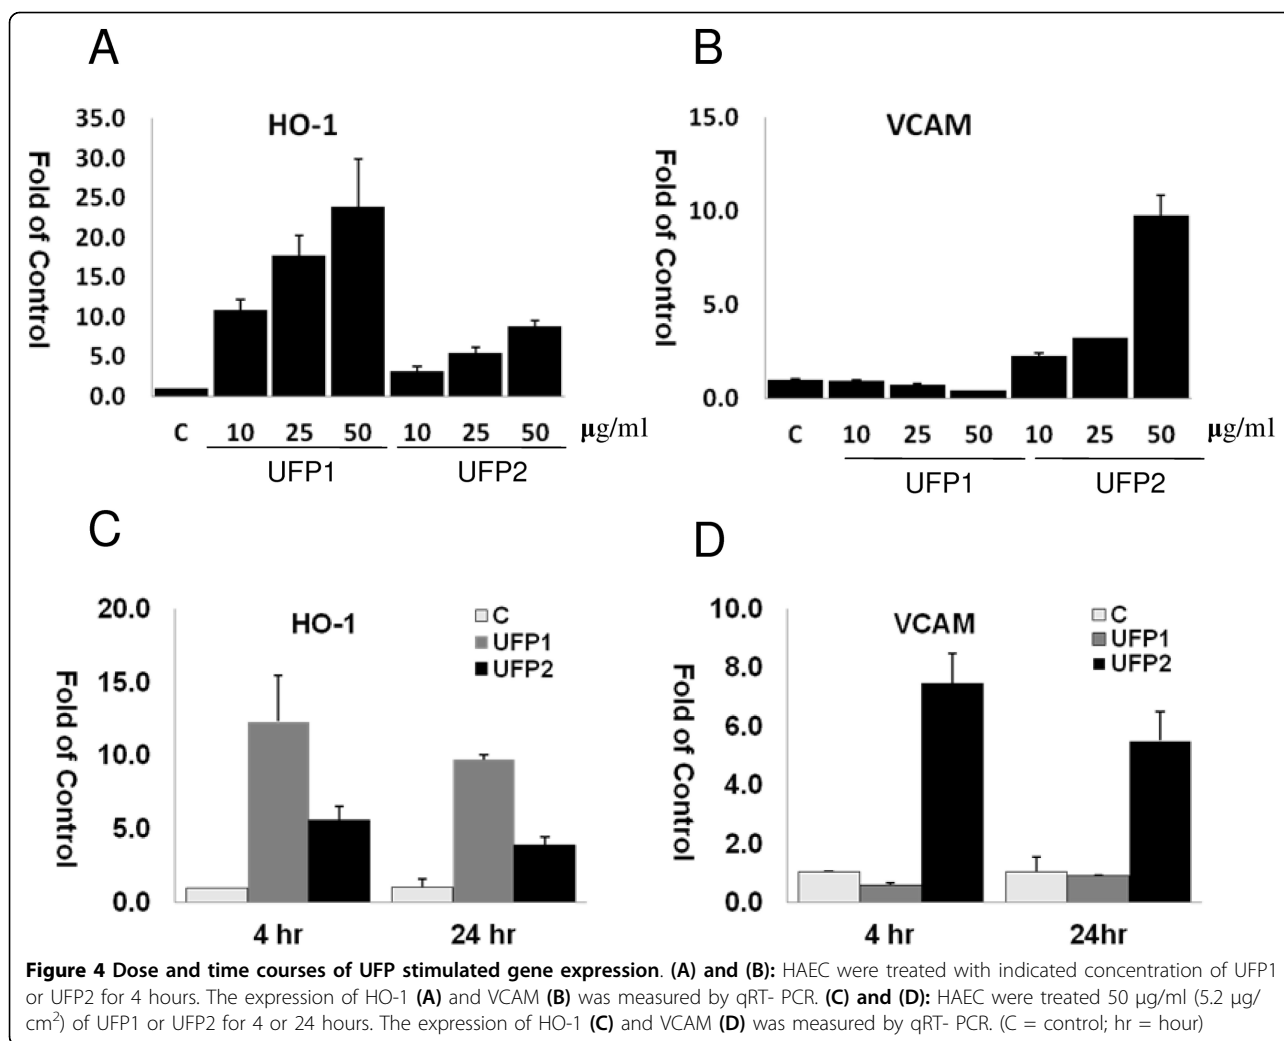 A
HO-1
Fold of Control
35.0
30.0
25.0
20.0
15.0
10.0
5.0
0.0
C 10 25 50 10 25 50 µg/ml
UFP1 UFP2
B
VCAM
Fold of Control
15.0
10.0
5.0
0.0
C 10 25 50 10 25 50 µg/ml
UFP1 UFP2
C
HO-1
Fold of Control
20.0
15.0
10.0
5.0
0.0
C
UFP1
UFP2
4 hr 24 hr
D
VCAM
Fold of Control
10.0
8.0
6.0
4.0
2.0
0.0
C
UFP1
UFP2
4 hr 24hr
Figure 4 Dose and time courses of UFP stimulated gene expression. (A) and (B): HAEC were treated with indicated concentration of UFP1
or UFP2 for 4 hours. The expression of HO-1 (A) and VCAM (B) was measured by qRT- PCR. (C) and (D): HAEC were treated 50 µg/ml (5.2 µg/
cm²) of UFP1 or UFP2 for 4 or 24 hours. The expression of HO-1 (C) and VCAM (D) was measured by qRT- PCR. (C = control; hr = hour)